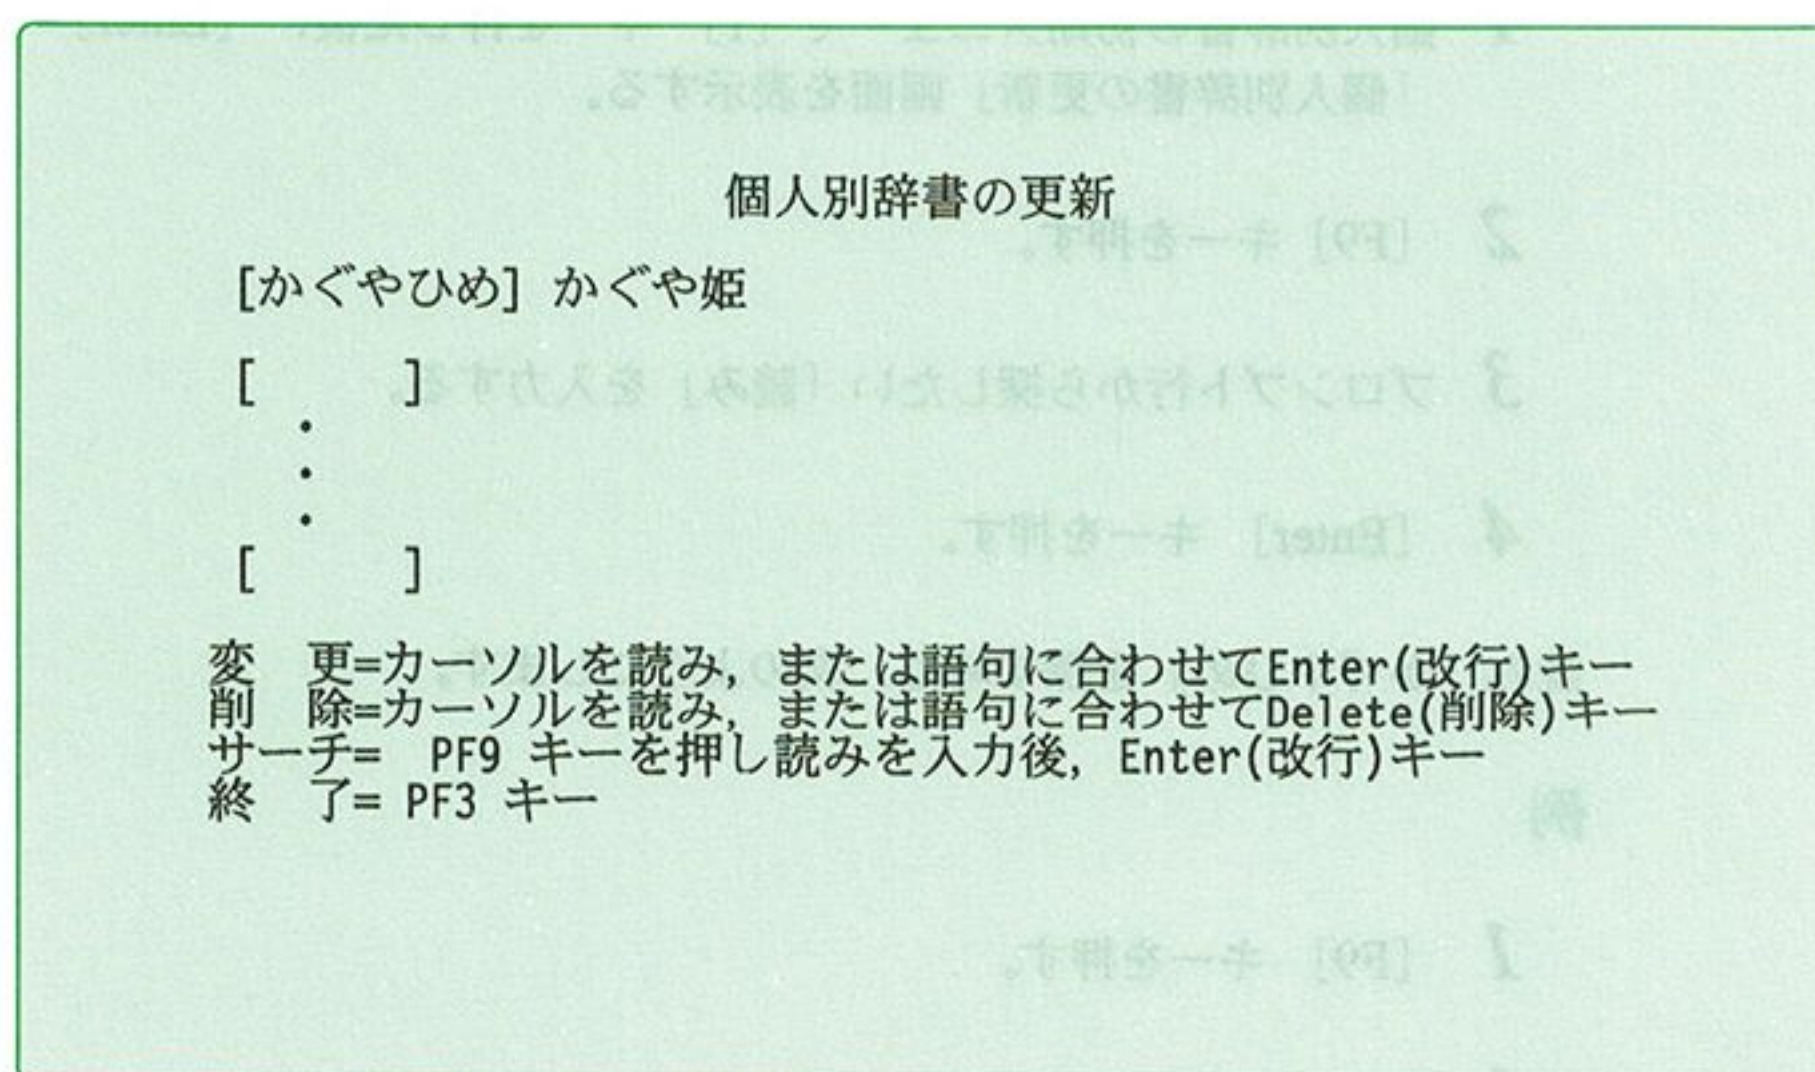 個人別辞書の更新
[かぐやひめ] かぐや姫
[　　　]
・
・
・
[　　　]
変　更=カーソルを読み, または語句に合わせてEnter(改行)キー
削　除=カーソルを読み, または語句に合わせてDelete(削除)キー
サーチ=　PF9 キーを押し読みを入力後, Enter(改行)キー
終　了= PF3 キー